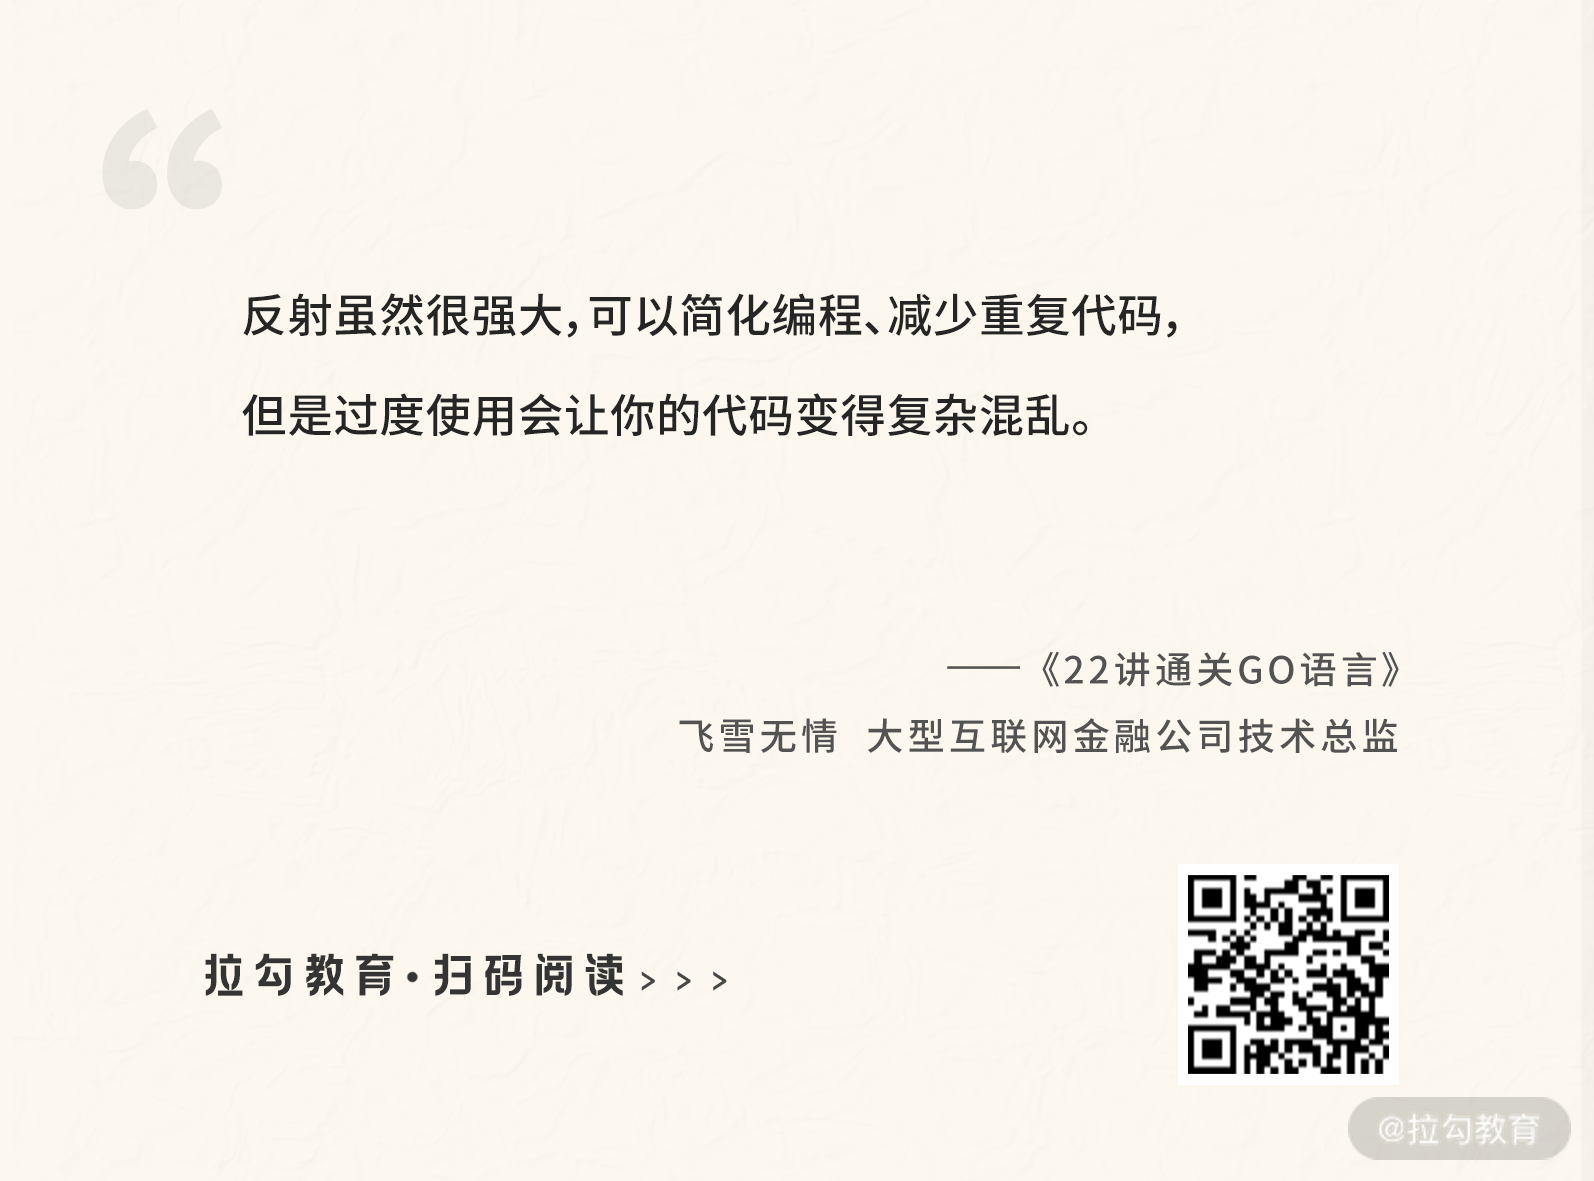 “
反射虽然很强大，可以简化编程、减少重复代码，
但是过度使用会让你的代码变得复杂混乱。
——《22讲通关GO语言》
飞雪无情 大型互联网金融公司技术总监
拉勾教育·扫码阅读>>>
@拉勾教育